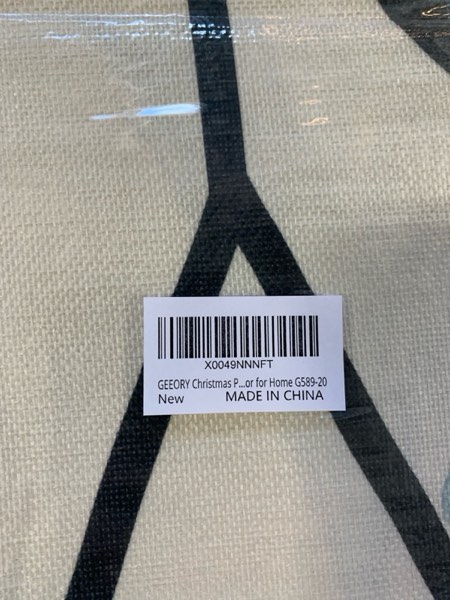 X0049NNNFT
GEEORY Christmas P...or for Home G589-20
New MADE IN CHINA